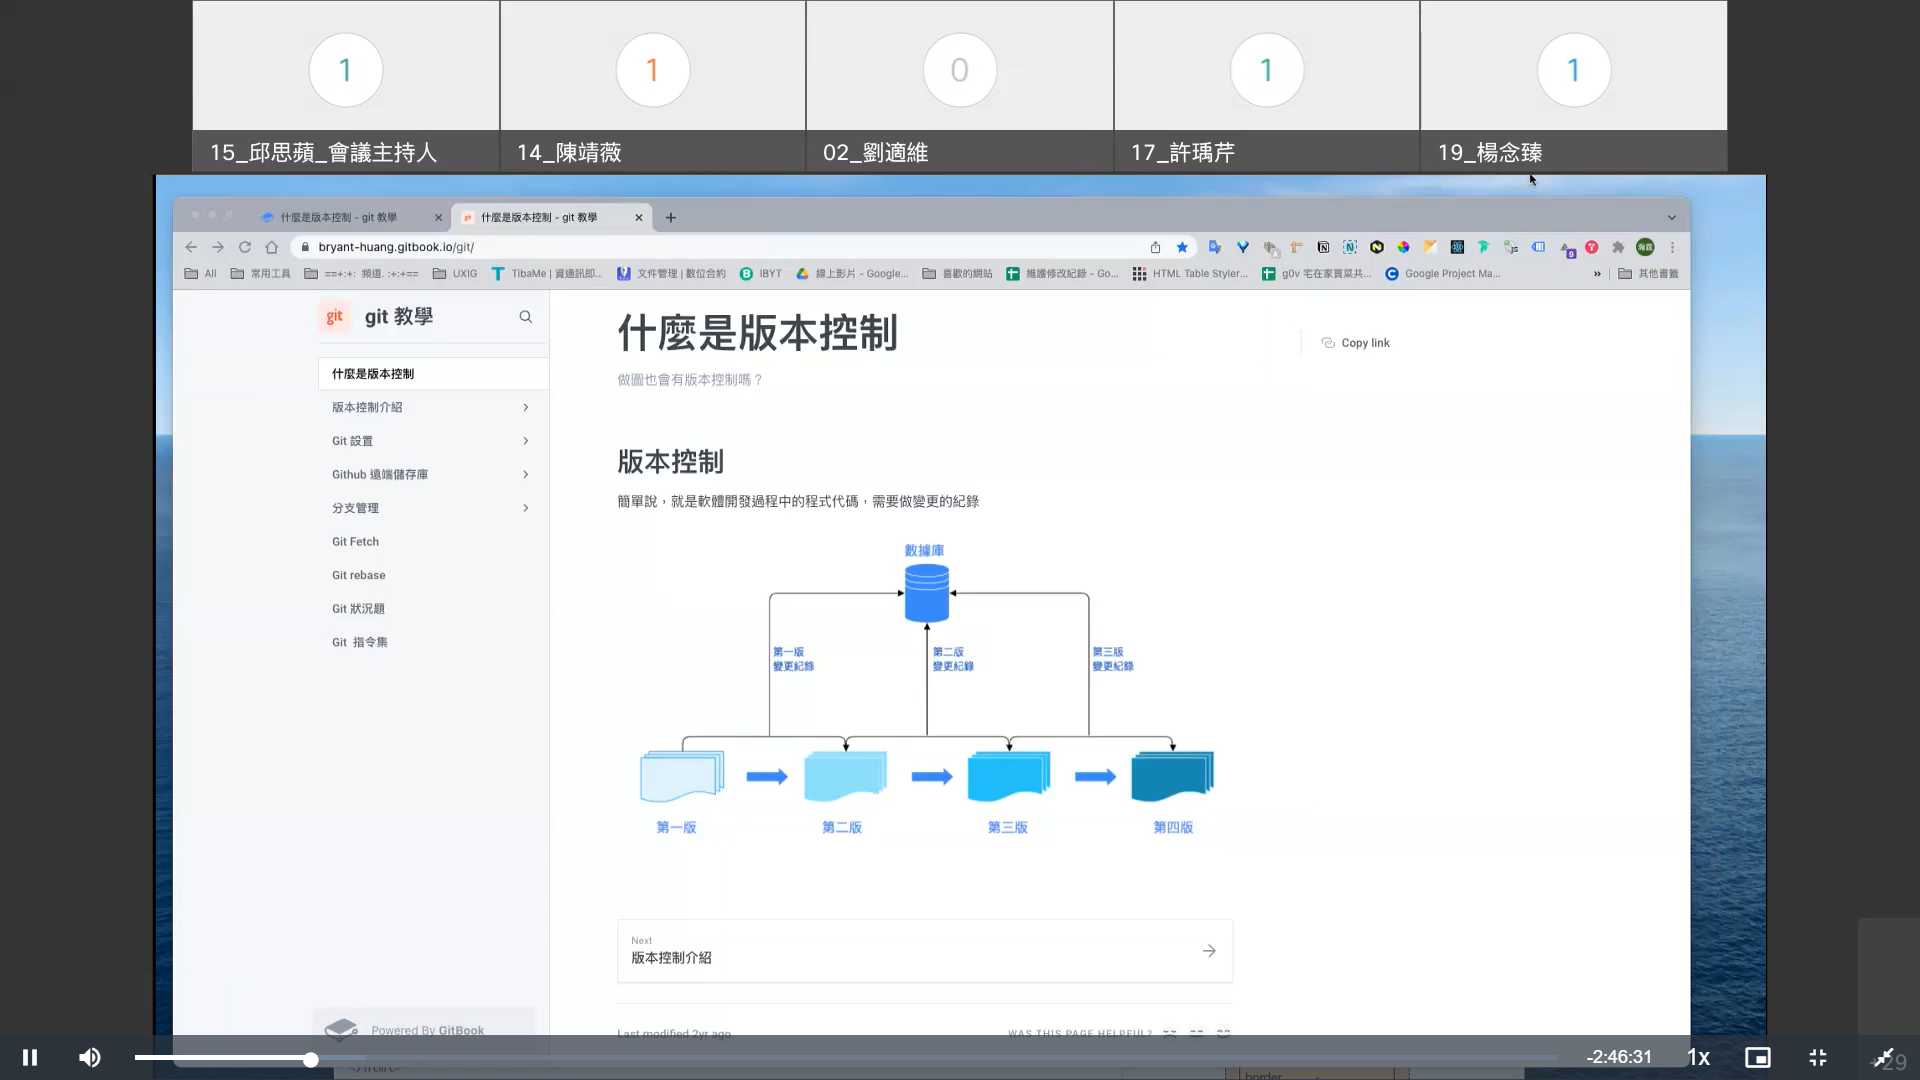 1
1
0
1
1
15_邱思蘋_會議主持人
14_陳靖薇
02_劉適維
17_許瑀芹
19_楊念臻
什麼是版本控制 - git 教學
什麼是版本控制 - git 教學
bryant-huang.gitbook.io/git/
All
常用工具
==+:+: 頻道. :+:+==
UXIG
TibaMe | 資通訊即...
文件管理 | 數位合約
IBYT
線上影片 - Google...
喜歡的網站
維護修改紀錄 - Go...
HTML Table Styler...
g0v 宅在家買菜共...
Google Project Ma...
»
其他書籤
git
git 教學
什麼是版本控制
版本控制介紹
Git 設置
Github 遠端儲存庫
分支管理
Git Fetch
Git rebase
Git 狀況題
Git 指令集
Powered By GitBook
什麼是版本控制
做圖也會有版本控制嗎？
Copy link
版本控制
簡單說，就是軟體開發過程中的程式代碼，需要做變更的紀錄
數據庫
第一版
變更紀錄
第二版
變更紀錄
第三版
變更紀錄
第一版
第二版
第三版
第四版
Next
版本控制介紹
Last modified 2yr ago
WAS THIS PAGE HELPFUL?
-2:46:31
1x
+29
</html>
border